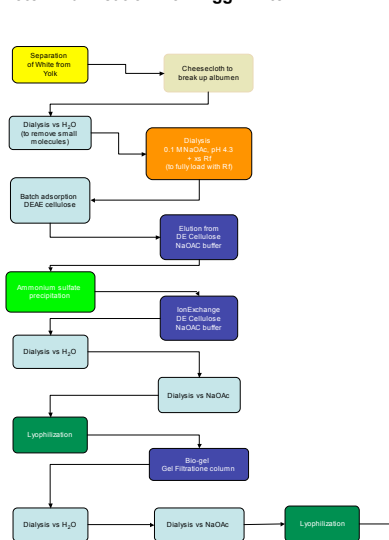 Separation
of White from
Yolk
Cheesecloth to
break up albumen
Dialysis vs H2O
(to remove small
molecules)
Dialysis
0.1 M NaOAc, pH 4.3
+ xs Rf
(to fully load with Rf)
Batch adsorption
DEAE cellulose
Elution from
DE Cellulose
NaOAC buffer
Ammonium sulfate
precipitation
IonExchange
DE Cellulose
NaOAC buffer
Dialysis vs H2O
Dialysis vs NaOAc
Lyophilization
Bio-gel
Gel Filtratione column
Dialysis vs H2O
Dialysis vs NaOAc
Lyophilization